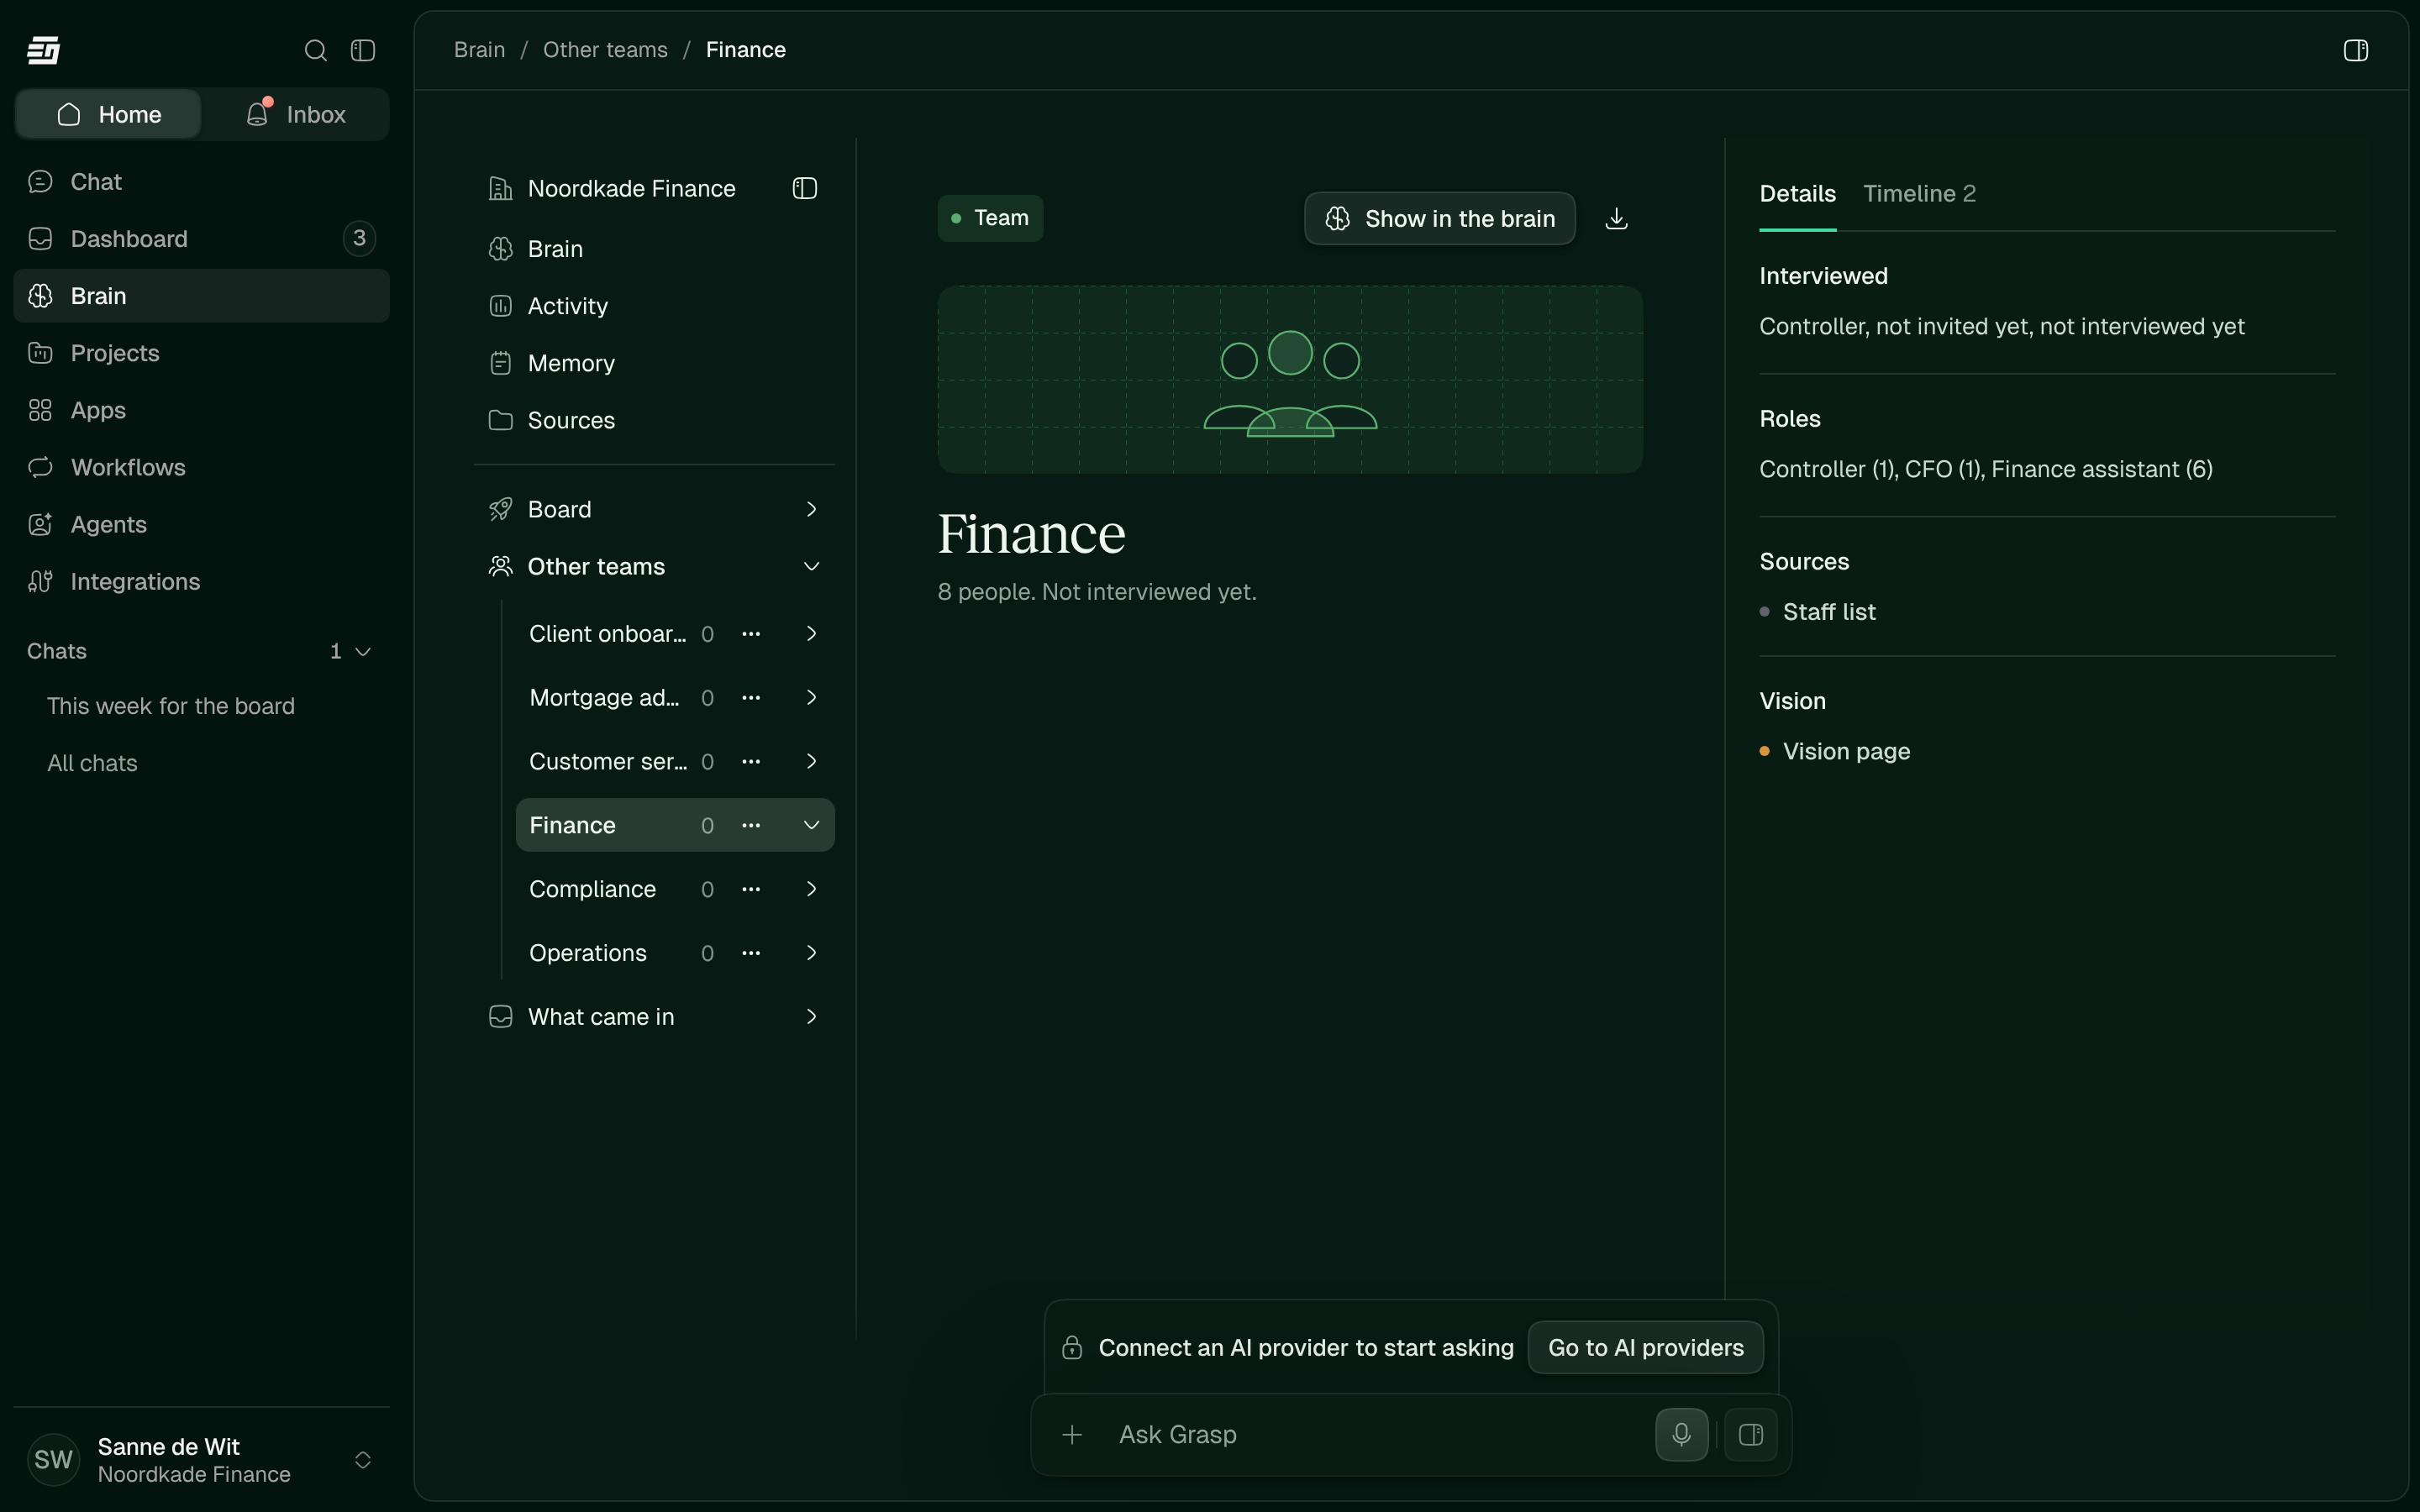 Home
Inbox
Chat
Dashboard 3
Brain
Projects
Apps
Workflows
Agents
Integrations
Chats 1
This week for the board
All chats
SW
Sanne de Wit
Noordkade Finance
Brain / Other teams / Finance
Noordkade Finance
Brain
Activity
Memory
Sources
Board
Other teams
Client onboar... 0
Mortgage ad... 0
Customer ser... 0
Finance 0
Compliance 0
Operations 0
What came in
Team
Show in the brain
Finance
8 people. Not interviewed yet.
Details
Timeline 2
Interviewed
Controller, not invited yet, not interviewed yet
Roles
Controller (1), CFO (1), Finance assistant (6)
Sources
Staff list
Vision
Vision page
Connect an AI provider to start asking
Go to AI providers
Ask Grasp